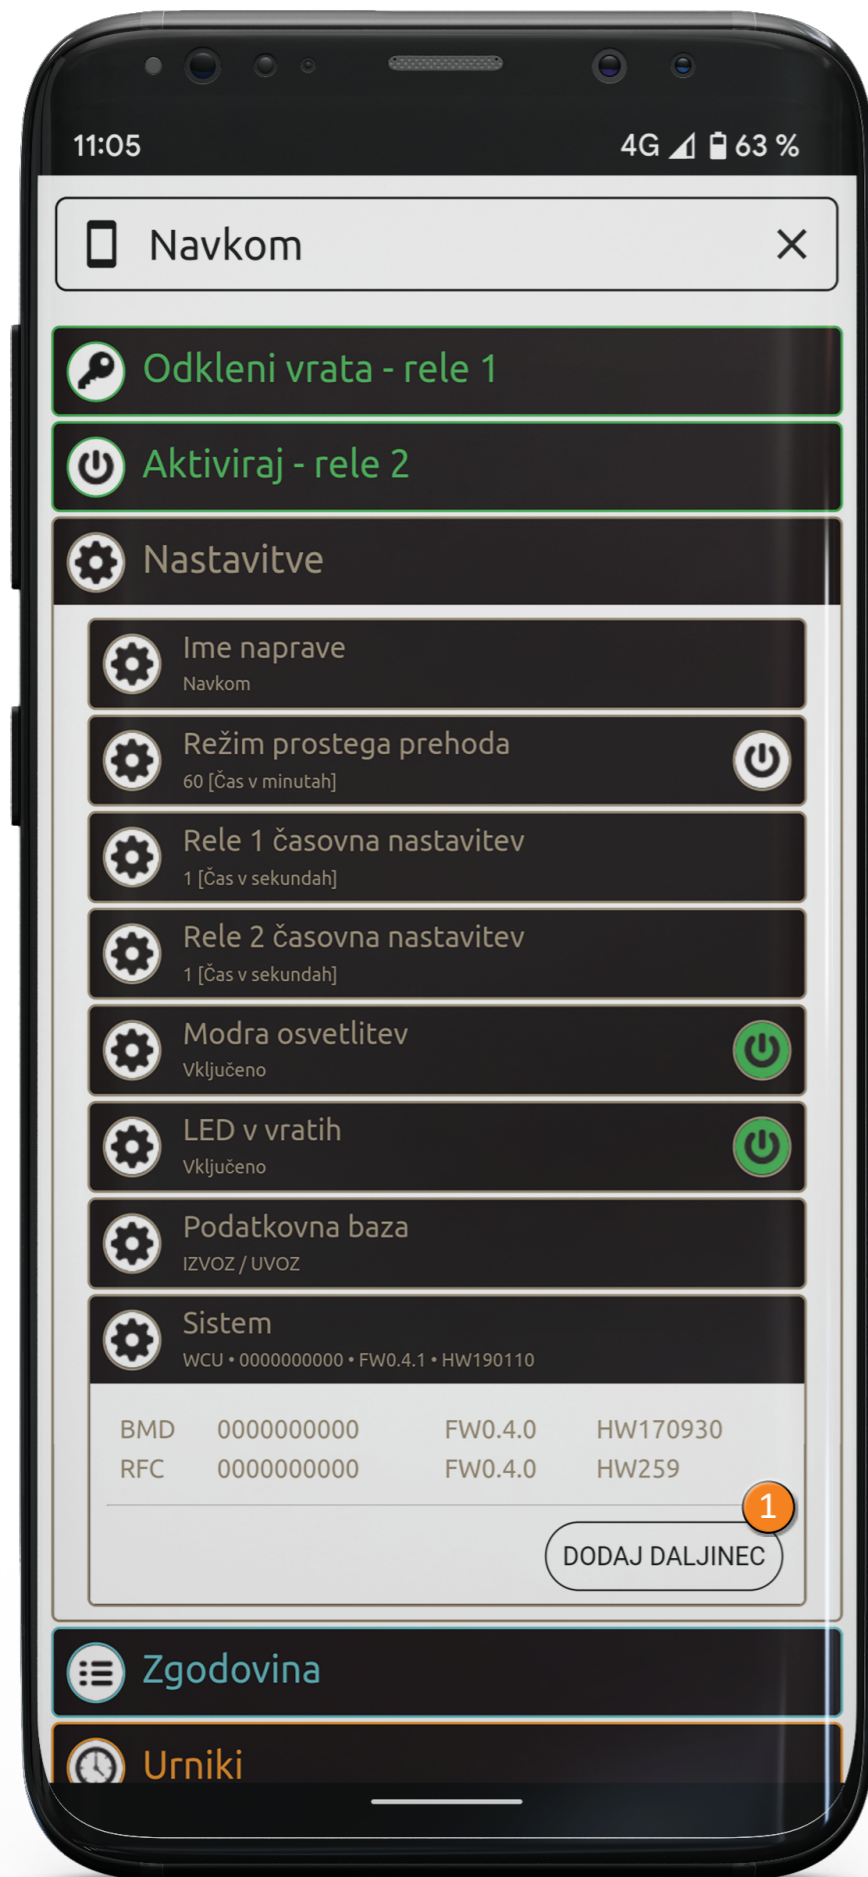 11:05 4G 63 %
Navkom
Odkleni vrata - rele 1
Aktiviraj - rele 2
Nastavitve
Ime naprave
Navkom
Režim prostega prehoda
60 [Čas v minutah]
Rele 1 časovna nastavitev
1 [Čas v sekundah]
Rele 2 časovna nastavitev
1 [Čas v sekundah]
Modra osvetlitev
Vključeno
LED v vratih
Vključeno
Podatkovna baza
IZVOZ / UVOZ
Sistem
WCU • 0000000000 • FW0.4.1 • HW190110
BMD 0000000000 FW0.4.0 HW170930
RFC 0000000000 FW0.4.0 HW259
1
DODAJ DALJINEC
Zgodovina
Urniki